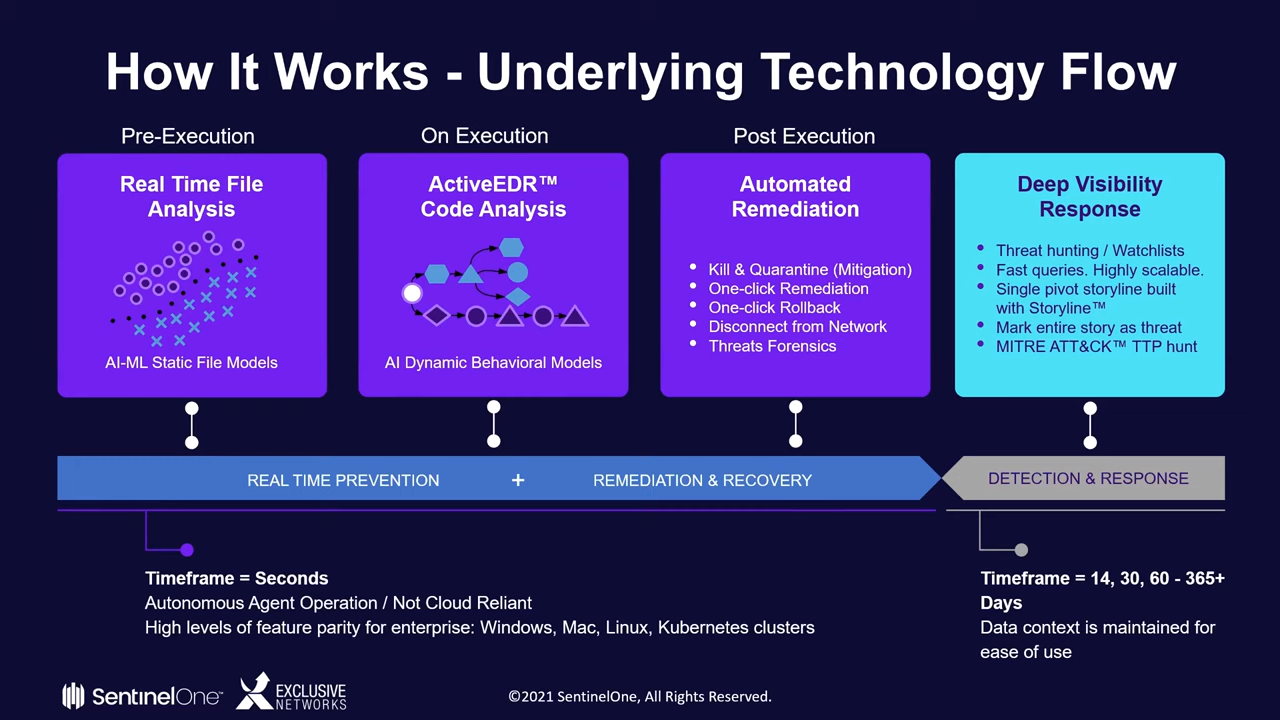 How It Works - Underlying Technology Flow
Pre-Execution
Real Time File
Analysis
AI-ML Static File Models
On Execution
ActiveEDR™
Code Analysis
AI Dynamic Behavioral Models
Post Execution
Automated
Remediation
• Kill & Quarantine (Mitigation)
• One-click Remediation
• One-click Rollback
• Disconnect from Network
• Threats Forensics
Deep Visibility
Response
• Threat hunting / Watchlists
• Fast queries. Highly scalable.
• Single pivot storyline built
with Storyline™
• Mark entire story as threat
• MITRE ATT&CK™ TTP hunt
REAL TIME PREVENTION + REMEDIATION & RECOVERY
DETECTION & RESPONSE
Timeframe = Seconds
Autonomous Agent Operation / Not Cloud Reliant
High levels of feature parity for enterprise: Windows, Mac, Linux, Kubernetes clusters
Timeframe = 14, 30, 60 - 365+
Days
Data context is maintained for
ease of use
SentinelOne™
EXCLUSIVE
NETWORKS
©2021 SentinelOne, All Rights Reserved.